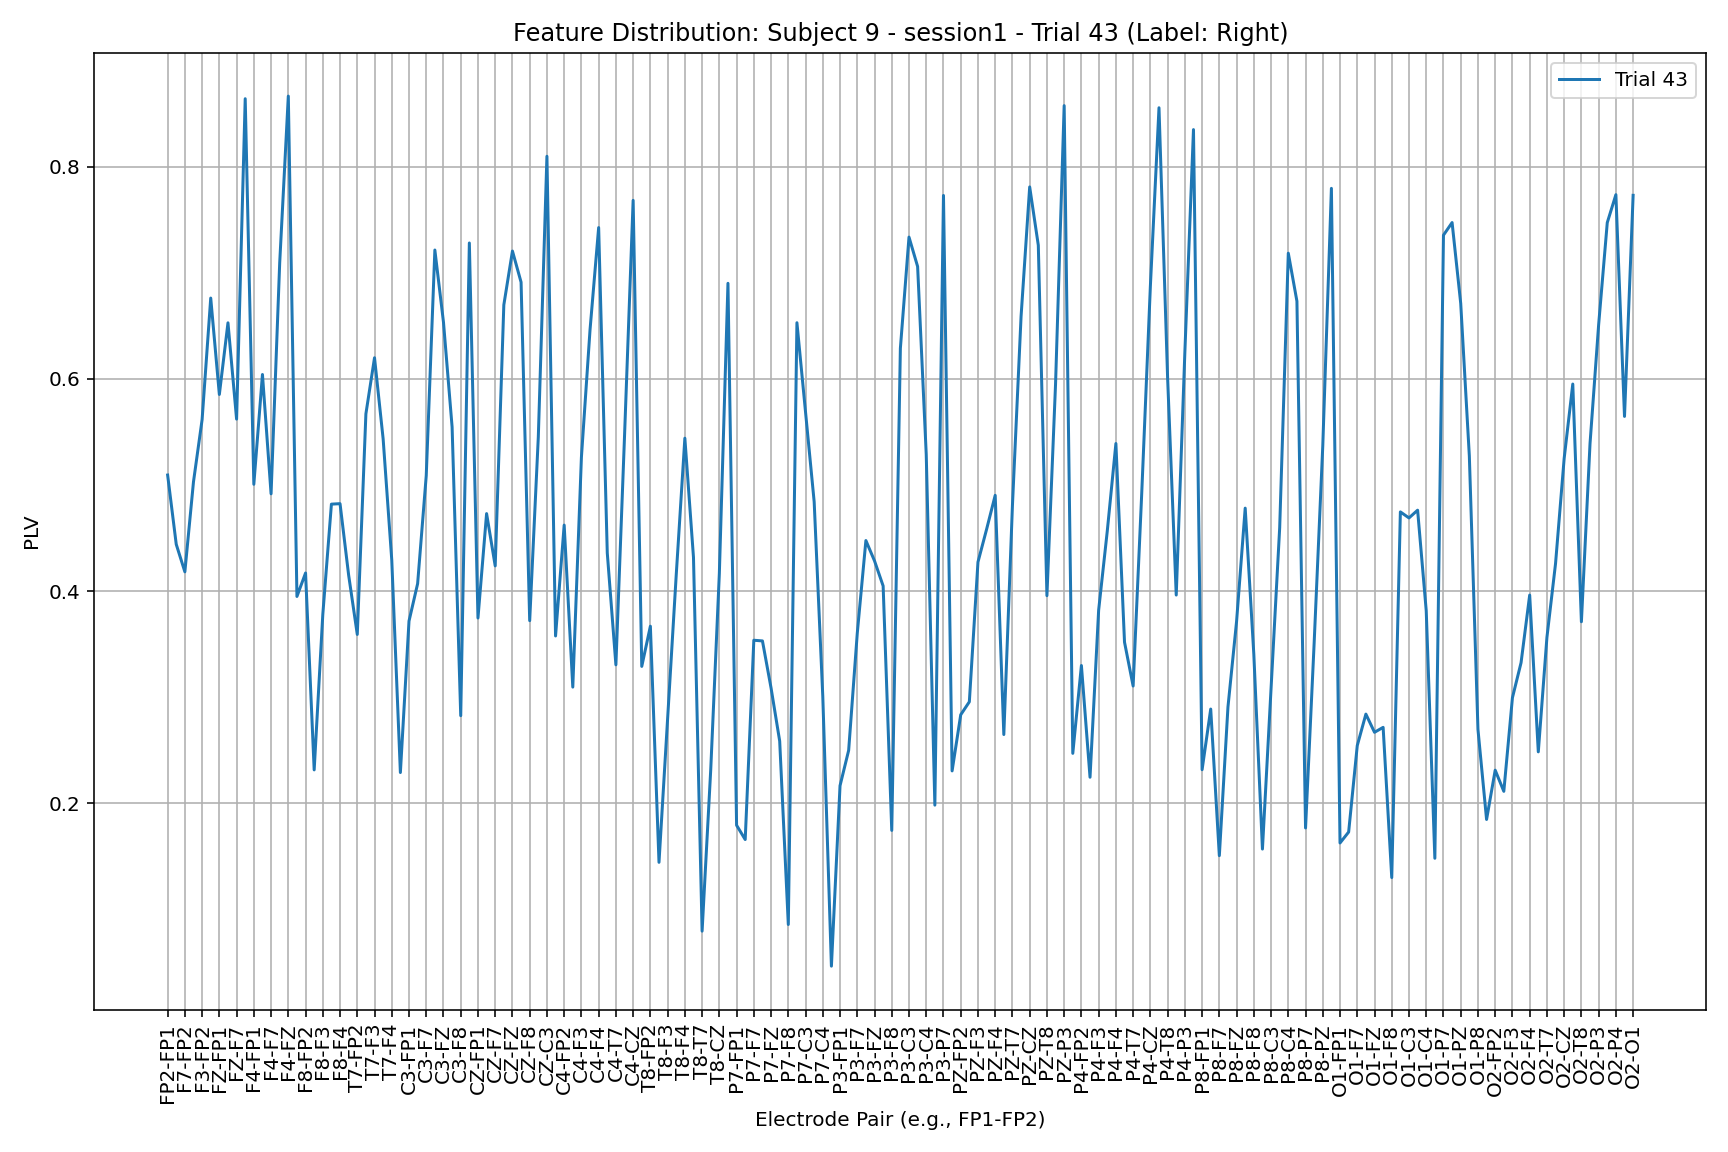 Feature Distribution: Subject 9 - session1 - Trial 43 (Label: Right)
Trial 43
PLV
0.8
0.6
0.4
0.2
FP2-FP1
F7-FP2
F3-FP2
FZ-FP1
FZ-F7
F4-FP1
F4-F7
F4-FZ
F8-FP2
F8-F3
F8-F4
T7-FP2
T7-F3
T7-F4
C3-FP1
C3-F7
C3-FZ
C3-F8
CZ-FP1
CZ-F7
CZ-FZ
CZ-F8
CZ-C3
C4-FP2
C4-F3
C4-F4
C4-T7
C4-CZ
T8-FP2
T8-F3
T8-F4
T8-T7
T8-CZ
P7-FP1
P7-F7
P7-FZ
P7-F8
P7-C3
P7-C4
P3-FP1
P3-F7
P3-FZ
P3-F8
P3-C3
P3-C4
P3-P7
PZ-FP2
PZ-F3
PZ-F4
PZ-T7
PZ-CZ
PZ-T8
PZ-P3
P4-FP2
P4-F3
P4-F4
P4-T7
P4-CZ
P4-T8
P4-P3
P8-FP1
P8-F7
P8-FZ
P8-F8
P8-C3
P8-C4
P8-P7
P8-PZ
O1-FP1
O1-F7
O1-FZ
O1-F8
O1-C3
O1-C4
O1-P7
O1-PZ
O1-P8
O2-FP2
O2-F3
O2-F4
O2-T7
O2-CZ
O2-T8
O2-P3
O2-P4
O2-O1
Electrode Pair (e.g., FP1-FP2)